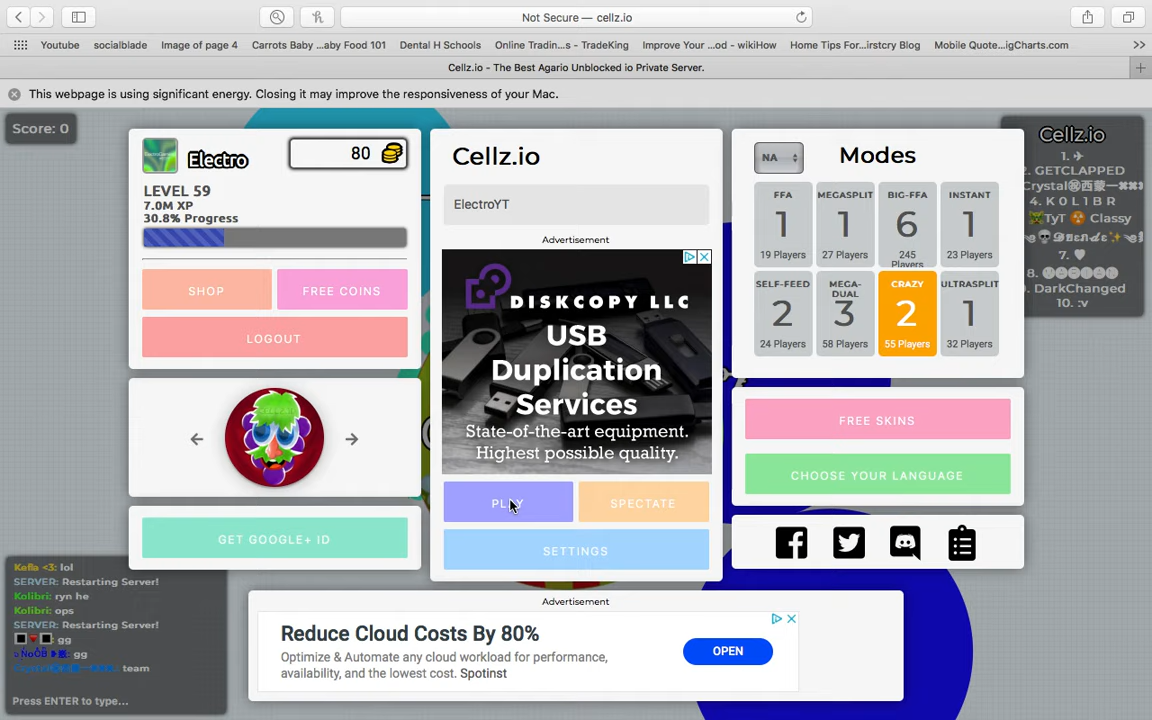 Not Secure — cellz.io
Youtube socialblade Image of page 4 Carrots Baby ...aby Food 101 Dental H Schools Online Tradin...s - TradeKing Improve Your ...od - wikiHow Home Tips For...irstcry Blog Mobile Quote...igCharts.com >>
Cellz.io - The Best Agario Unblocked io Private Server.
This webpage is using significant energy. Closing it may improve the responsiveness of your Mac.
Score: 0
Electro
80
LEVEL 59
7.0M XP
30.8% Progress
SHOP
FREE COINS
LOGOUT
GET GOOGLE+ ID
Cellz.io
ElectroYT
Advertisement
DISKCOPY LLC
USB
Duplication
Services
State-of-the-art equipment.
Highest possible quality.
PLAY
SPECTATE
SETTINGS
NA
Modes
FFA
1
19 Players
MEGASPLIT
1
27 Players
BIG-FFA
6
245
Players
INSTANT
1
23 Players
SELF-FEED
2
24 Players
MEGA-
DUAL
3
58 Players
CRAZY
2
55 Players
ULTRASPLIT
1
32 Players
FREE SKINS
CHOOSE YOUR LANGUAGE
Cellz.io
1. ✈
2. GETCLAPPED
4. K 0 L 1 B R
TyT Classy
7. ♥
8.
DarkChanged
10. :v
Kefla <3: lol
SERVER: Restarting Server!
Kolibri: ryn he
Kolibri: ops
SERVER: Restarting Server!
gg
gg
team
Press ENTER to type...
Advertisement
Reduce Cloud Costs By 80%
Optimize & Automate any cloud workload for performance,
availability, and the lowest cost. Spotinst
OPEN